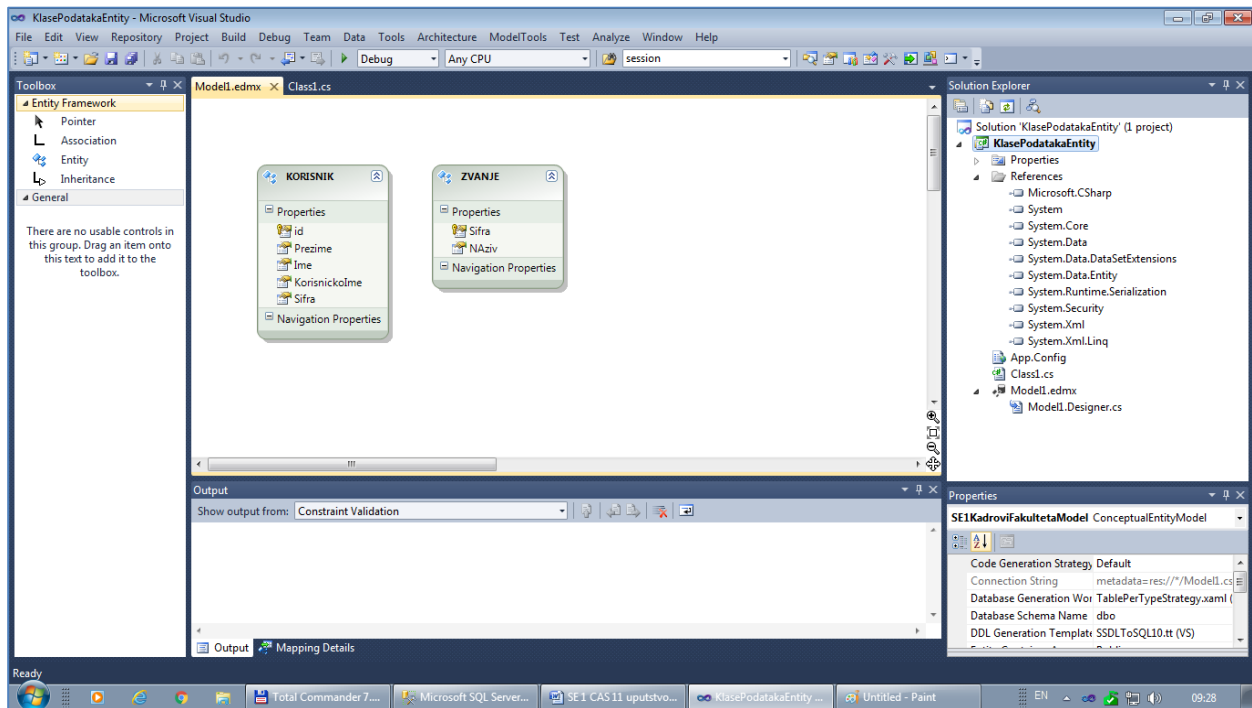 KlasePodatakaEntity - Microsoft Visual Studio
File Edit View Repository Project Build Debug Team Data Tools Architecture ModelTools Test Analyze Window Help
Debug Any CPU session
Toolbox
Entity Framework
Pointer
Association
Entity
Inheritance
General
There are no usable controls in
this group. Drag an item onto
this text to add it to the
toolbox.
Model1.edmx Class1.cs
KORISNIK
Properties
id
Prezime
Ime
KorisnickoIme
Sifra
Navigation Properties
ZVANJE
Properties
Sifra
NAziv
Navigation Properties
Output
Show output from: Constraint Validation
Output Mapping Details
Solution Explorer
Solution 'KlasePodatakaEntity' (1 project)
KlasePodatakaEntity
Properties
References
Microsoft.CSharp
System
System.Core
System.Data
System.Data.DataSetExtensions
System.Data.Entity
System.Runtime.Serialization
System.Security
System.Xml
System.Xml.Linq
App.Config
Class1.cs
Model1.edmx
Model1.Designer.cs
Properties
SE1KadroviFakultetaModel ConceptualEntityModel
Code Generation Strategy Default
Connection String metadata=res://*/Model1.cs
Database Generation Wor TablePerTypeStrategy.xaml (
Database Schema Name dbo
DDL Generation Template SSDLToSQL10.tt (VS)
Ready
Total Commander 7.... Microsoft SQL Server... SE 1 CAS 11 uputstvo... KlasePodatakaEntity ... Untitled - Paint EN 09:28